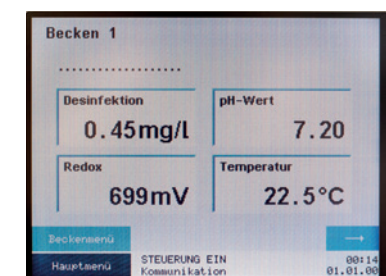 Becken 1
..................
Desinfektion
0.45mg/l
pH-Wert
7.20
Redox
699mV
Temperatur
22.5°C
Beckenmenü
→
Hauptmenü
STEUERUNG EIN
Kommunikation
00:14
01.01.00